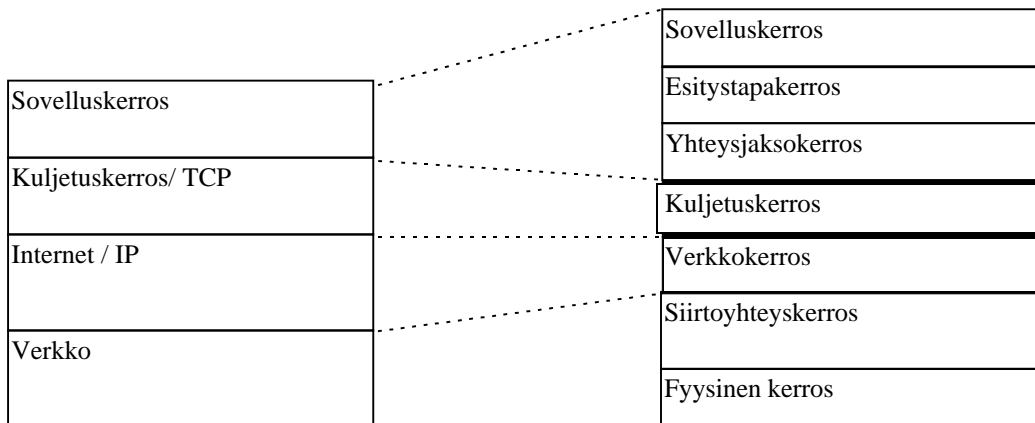 Sovelluskerros
Kuljetuskerros/ TCP
Internet / IP
Verkko
Sovelluskerros
Esitystapakerros
Yhteysjaksokerros
Kuljetuskerros
Verkkokerros
Siirtoyhteyskerros
Fyysinen kerros